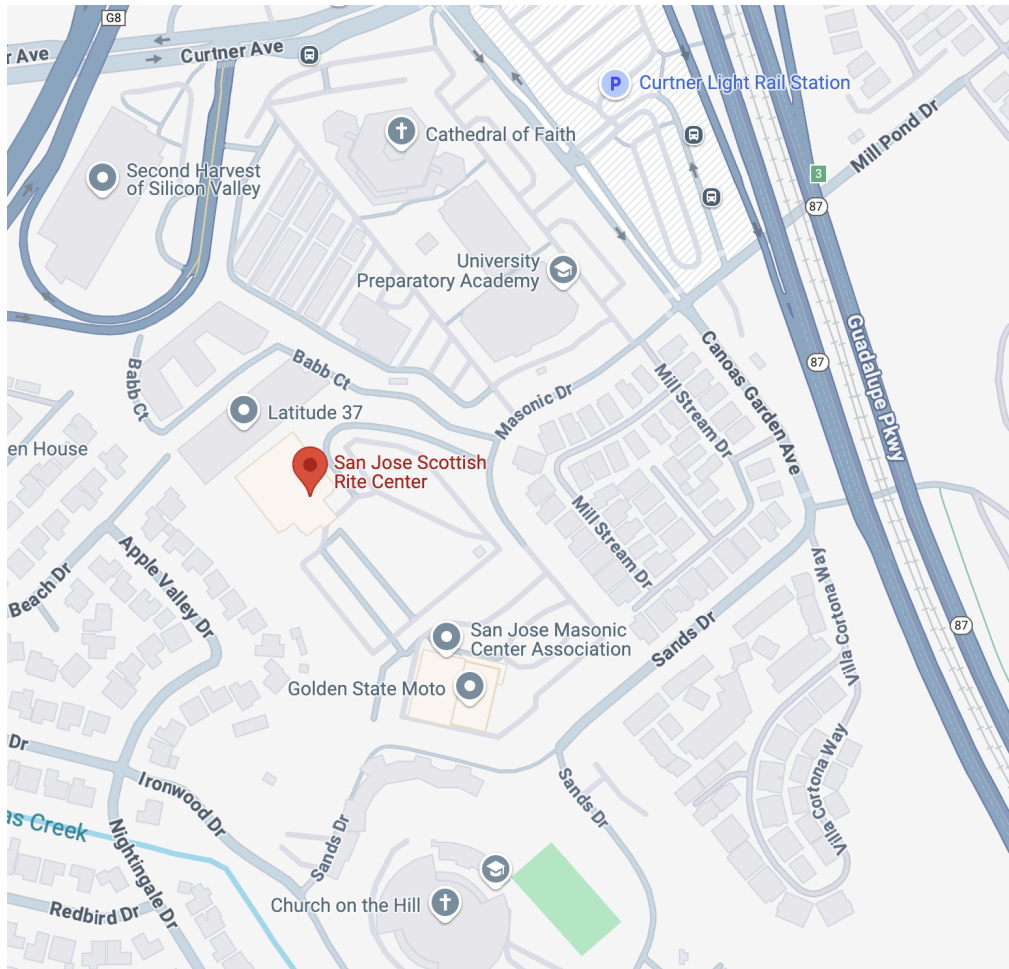 G8
r Ave
Curtner Ave
P
Curtner Light Rail Station
Cathedral of Faith
Mill Pond Dr
Second Harvest
of Silicon Valley
3
87
University
Preparatory Academy
Babb Ct
Babb Ct
Canoas Garden Ave
Guadalupe Pkwy
87
Mill Stream Dr
Masonic Dr
Latitude 37
en House
San Jose Scottish
Rite Center
Mill Stream Dr
Apple Valley Dr
Beach Dr
Villa Cortona Way
87
San Jose Masonic
Center Association
Sands Dr
Golden State Moto
Dr
Ironwood Dr
Sands Dr
Villa Cortona Way
as Creek
Nightingale Dr
Sands Dr
Redbird Dr
Church on the Hill